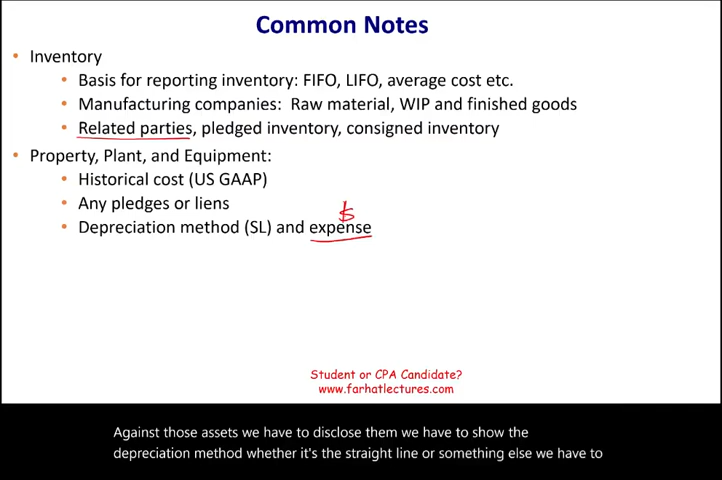 Common Notes
• Inventory
• Basis for reporting inventory: FIFO, LIFO, average cost etc.
• Manufacturing companies: Raw material, WIP and finished goods
• Related parties, pledged inventory, consigned inventory
• Property, Plant, and Equipment:
• Historical cost (US GAAP)
• Any pledges or liens
$
• Depreciation method (SL) and expense
Student or CPA Candidate?
www.farhatlectures.com
Against those assets we have to disclose them we have to show the
depreciation method whether it's the straight line or something else we have to